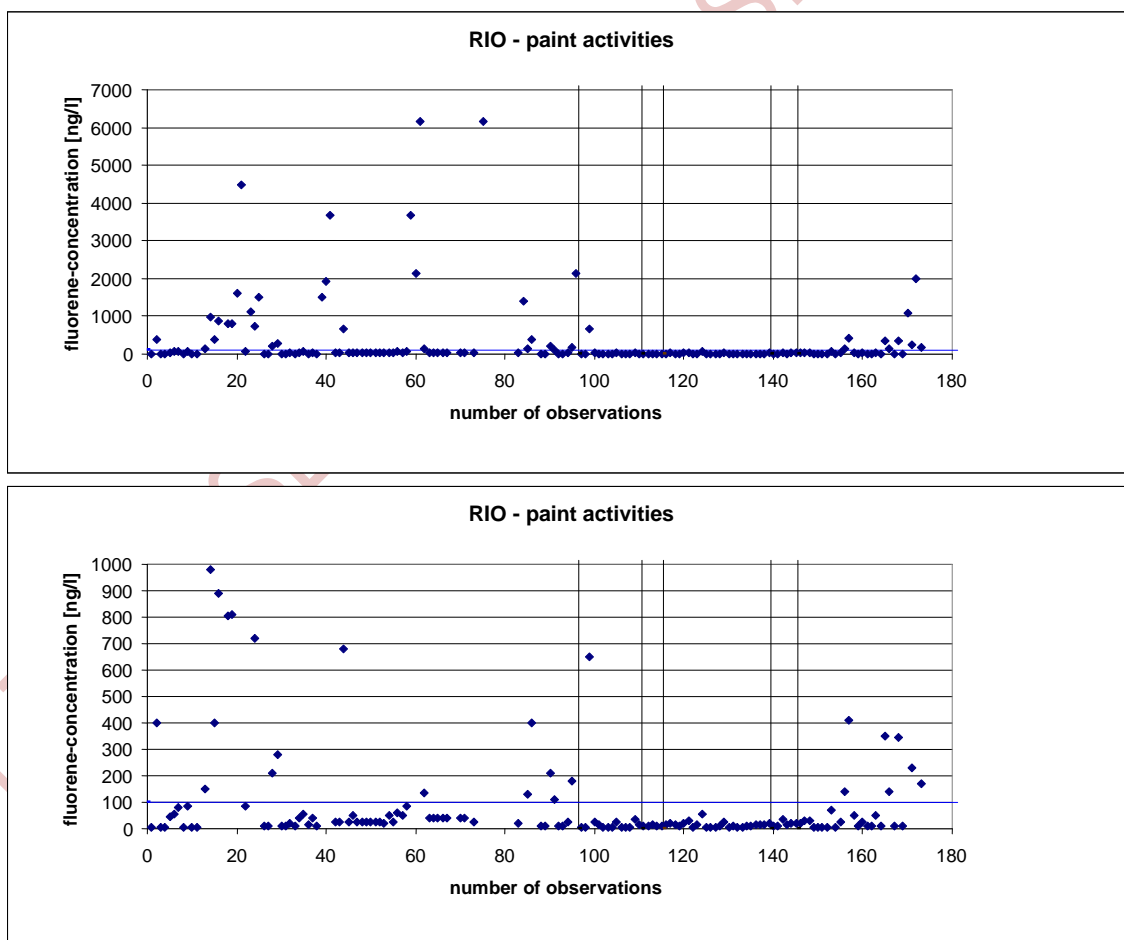 RIO - paint activities
fluorene-concentration [ng/l]
7000
6000
5000
4000
3000
2000
1000
0
0 20 40 60 80 100 120 140 160 180
number of observations
RIO - paint activities
fluorene-concentration [ng/l]
1000
900
800
700
600
500
400
300
200
100
0
0 20 40 60 80 100 120 140 160 180
number of observations